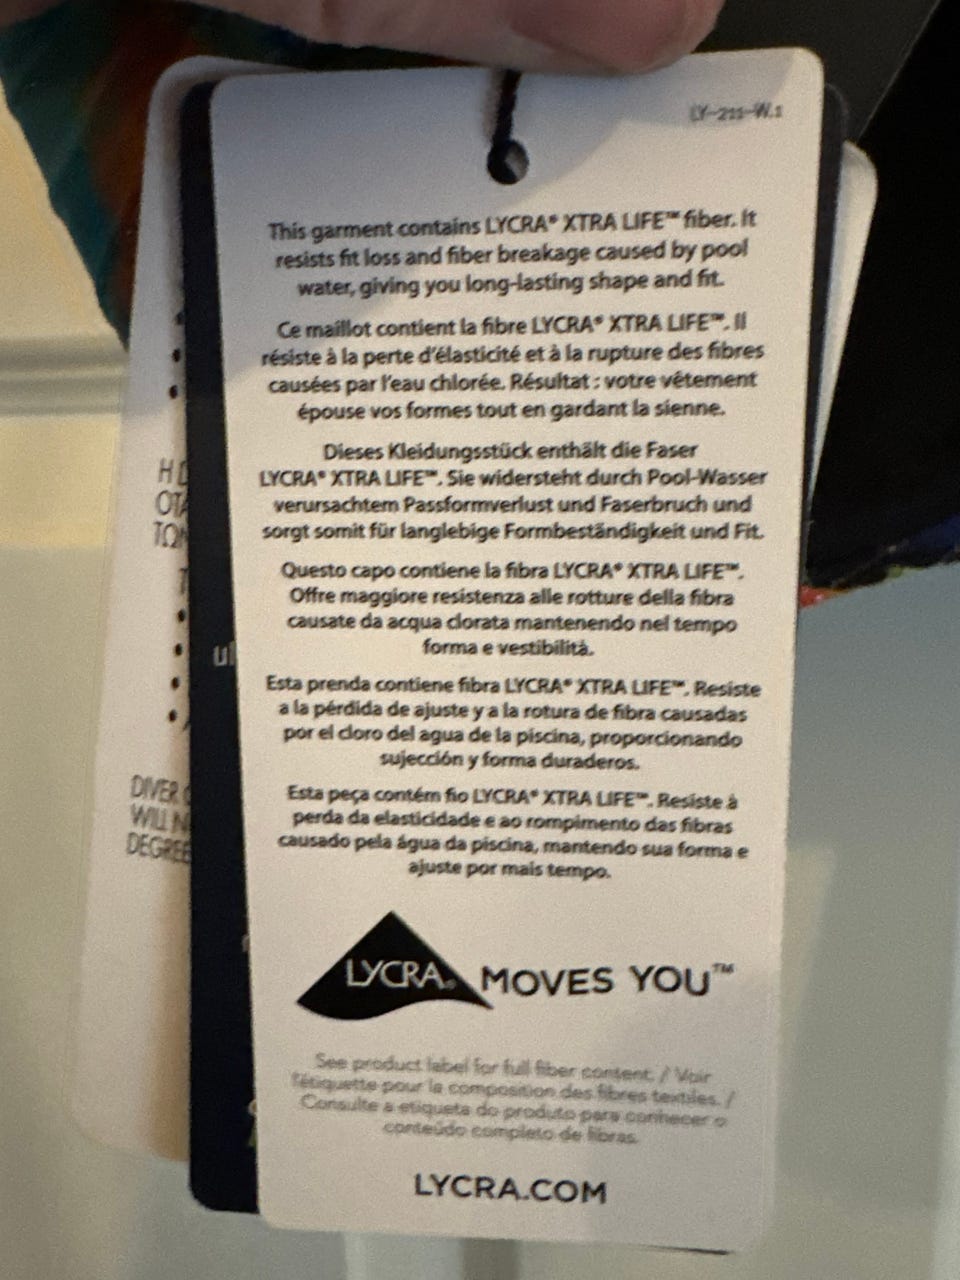 LY-211-W.1
This garment contains LYCRA® XTRA LIFE™ fiber. It
resists fit loss and fiber breakage caused by pool
water, giving you long-lasting shape and fit.
Ce maillot contient la fibre LYCRA® XTRA LIFE™. Il
résiste à la perte d'élasticité et à la rupture des fibres
causées par l'eau chlorée. Résultat : votre vêtement
épouse vos formes tout en gardant la sienne.
Dieses Kleidungsstück enthält die Faser
LYCRA® XTRA LIFE™. Sie widersteht durch Pool-Wasser
verursachtem Passformverlust und Faserbruch und
sorgt somit für langlebige Formbeständigkeit und Fit.
Questo capo contiene la fibra LYCRA® XTRA LIFE™.
Offre maggiore resistenza alle rotture della fibra
causate da acqua clorata mantenendo nel tempo
forma e vestibilità.
Esta prenda contiene fibra LYCRA® XTRA LIFE™. Resiste
a la pérdida de ajuste y a la rotura de fibra causadas
por el cloro del agua de la piscina, proporcionando
sujección y forma duraderos.
Esta peça contém fio LYCRA® XTRA LIFE™. Resiste à
perda da elasticidade e ao rompimento das fibras
causado pela água da piscina, mantendo sua forma e
ajuste por mais tempo.
LYCRA® MOVES YOU™
See product label for full fiber content. / Voir
l'étiquette pour la composition des fibres textiles. /
Consulte a etiqueta do produto para conhecer o
conteúdo completo de fibras.
LYCRA.COM
DIVER
WILL
DEGREE